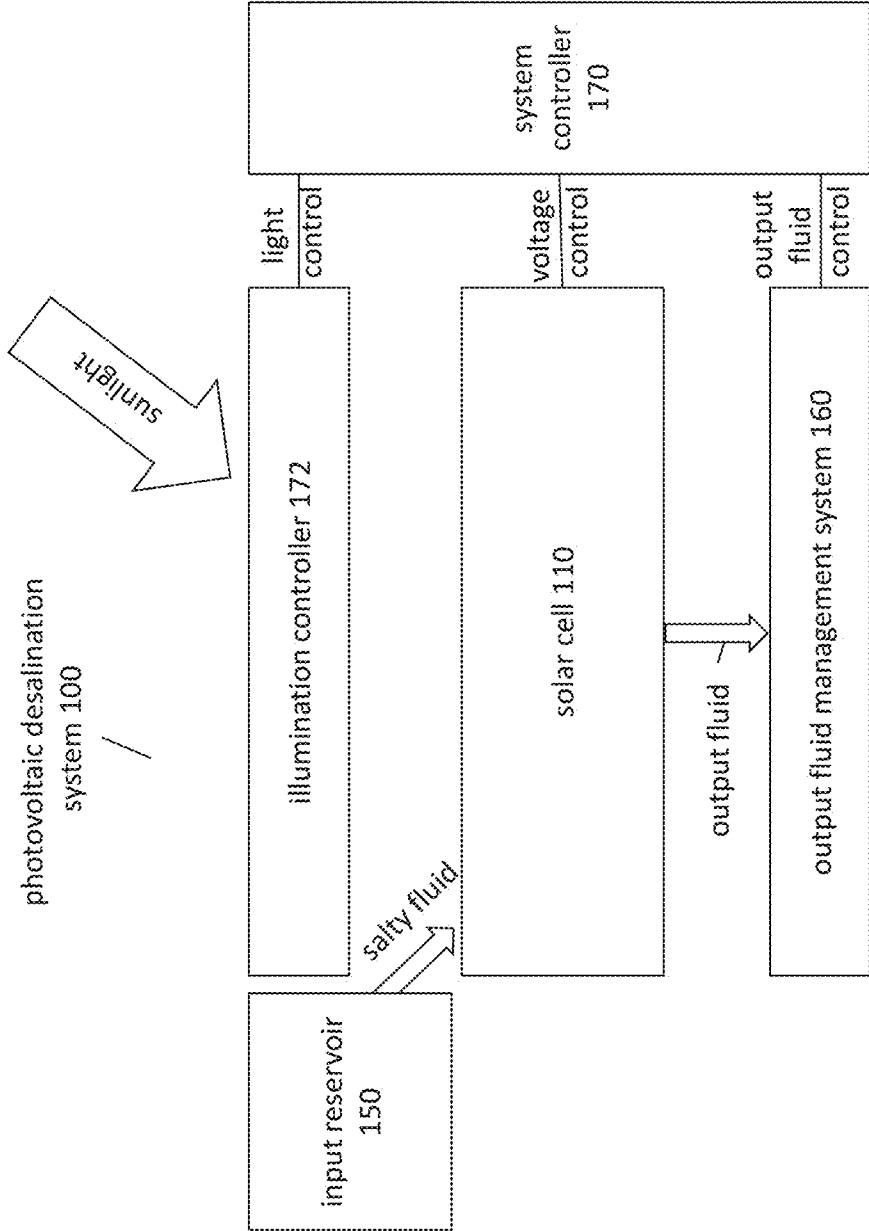 photovoltaic desalination
system 100
sunlight
input reservoir
150
illumination controller 172
light
control
salty fluid
solar cell 110
voltage
control
system
controller
170
output fluid
output
fluid
control
output fluid management system 160